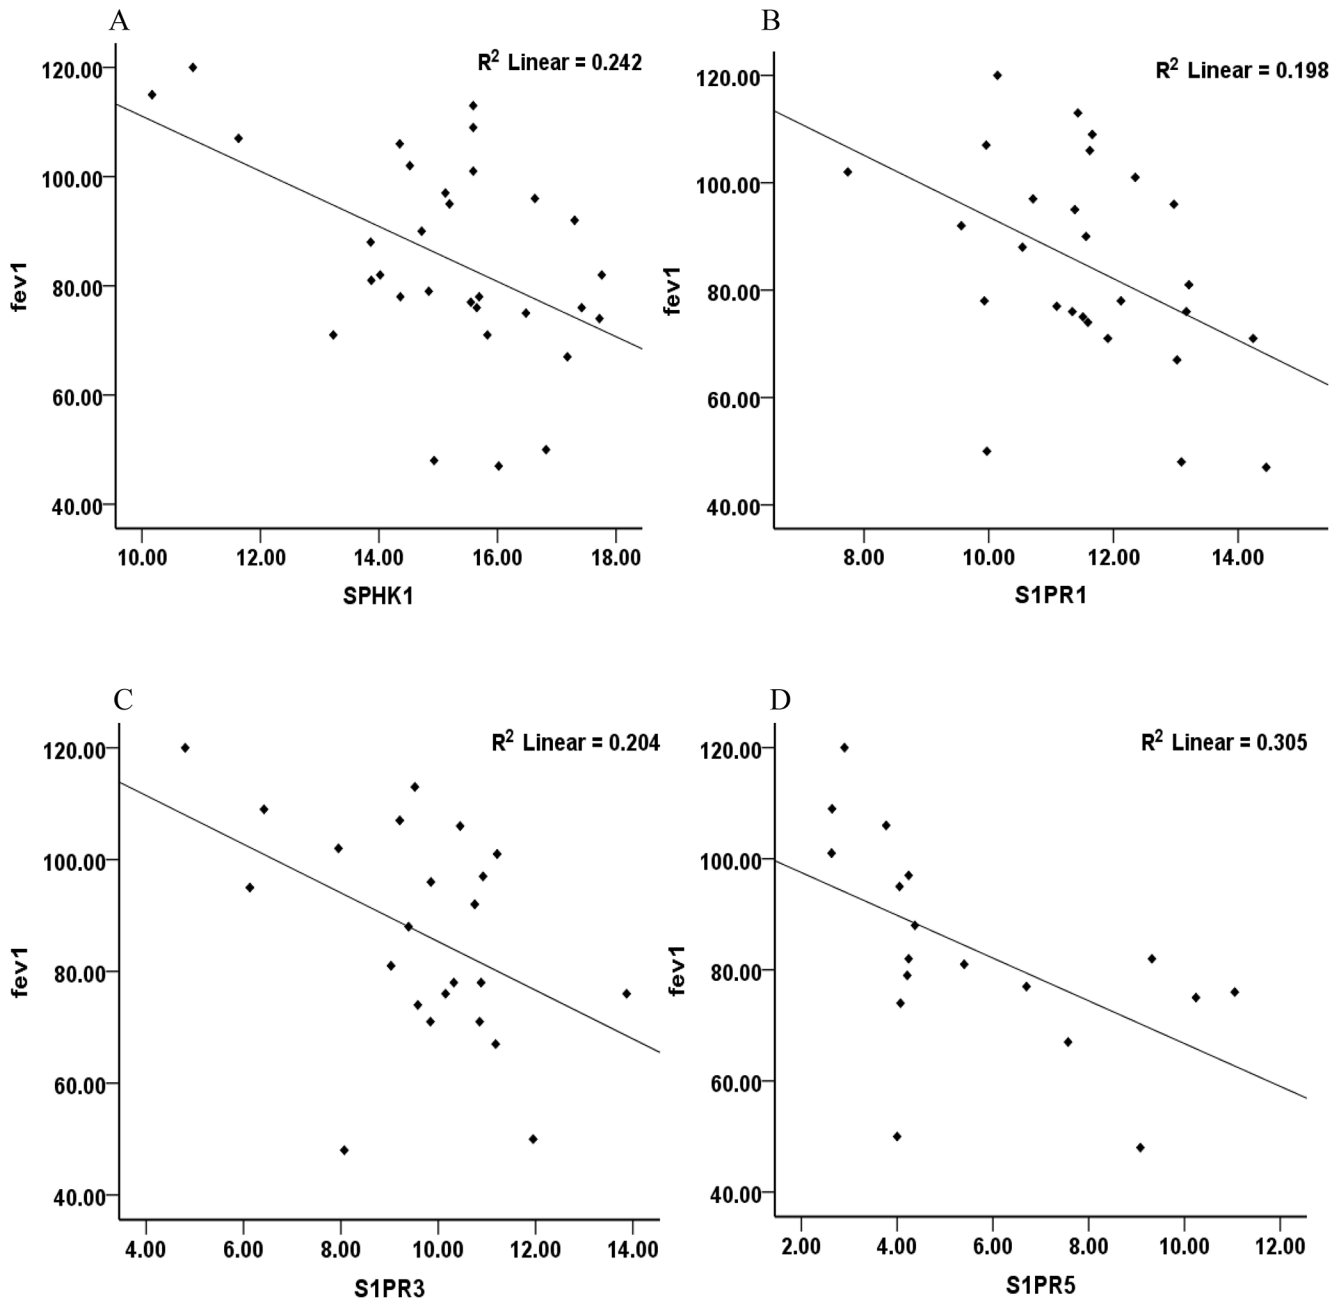 A
R² Linear = 0.242
120.00
100.00
80.00
60.00
40.00
fev1
10.00 12.00 14.00 16.00 18.00
SPHK1
B
R² Linear = 0.198
120.00
100.00
80.00
60.00
40.00
fev1
8.00 10.00 12.00 14.00
S1PR1
C
R² Linear = 0.204
120.00
100.00
80.00
60.00
40.00
fev1
4.00 6.00 8.00 10.00 12.00 14.00
S1PR3
D
R² Linear = 0.305
120.00
100.00
80.00
60.00
40.00
fev1
2.00 4.00 6.00 8.00 10.00 12.00
S1PR5